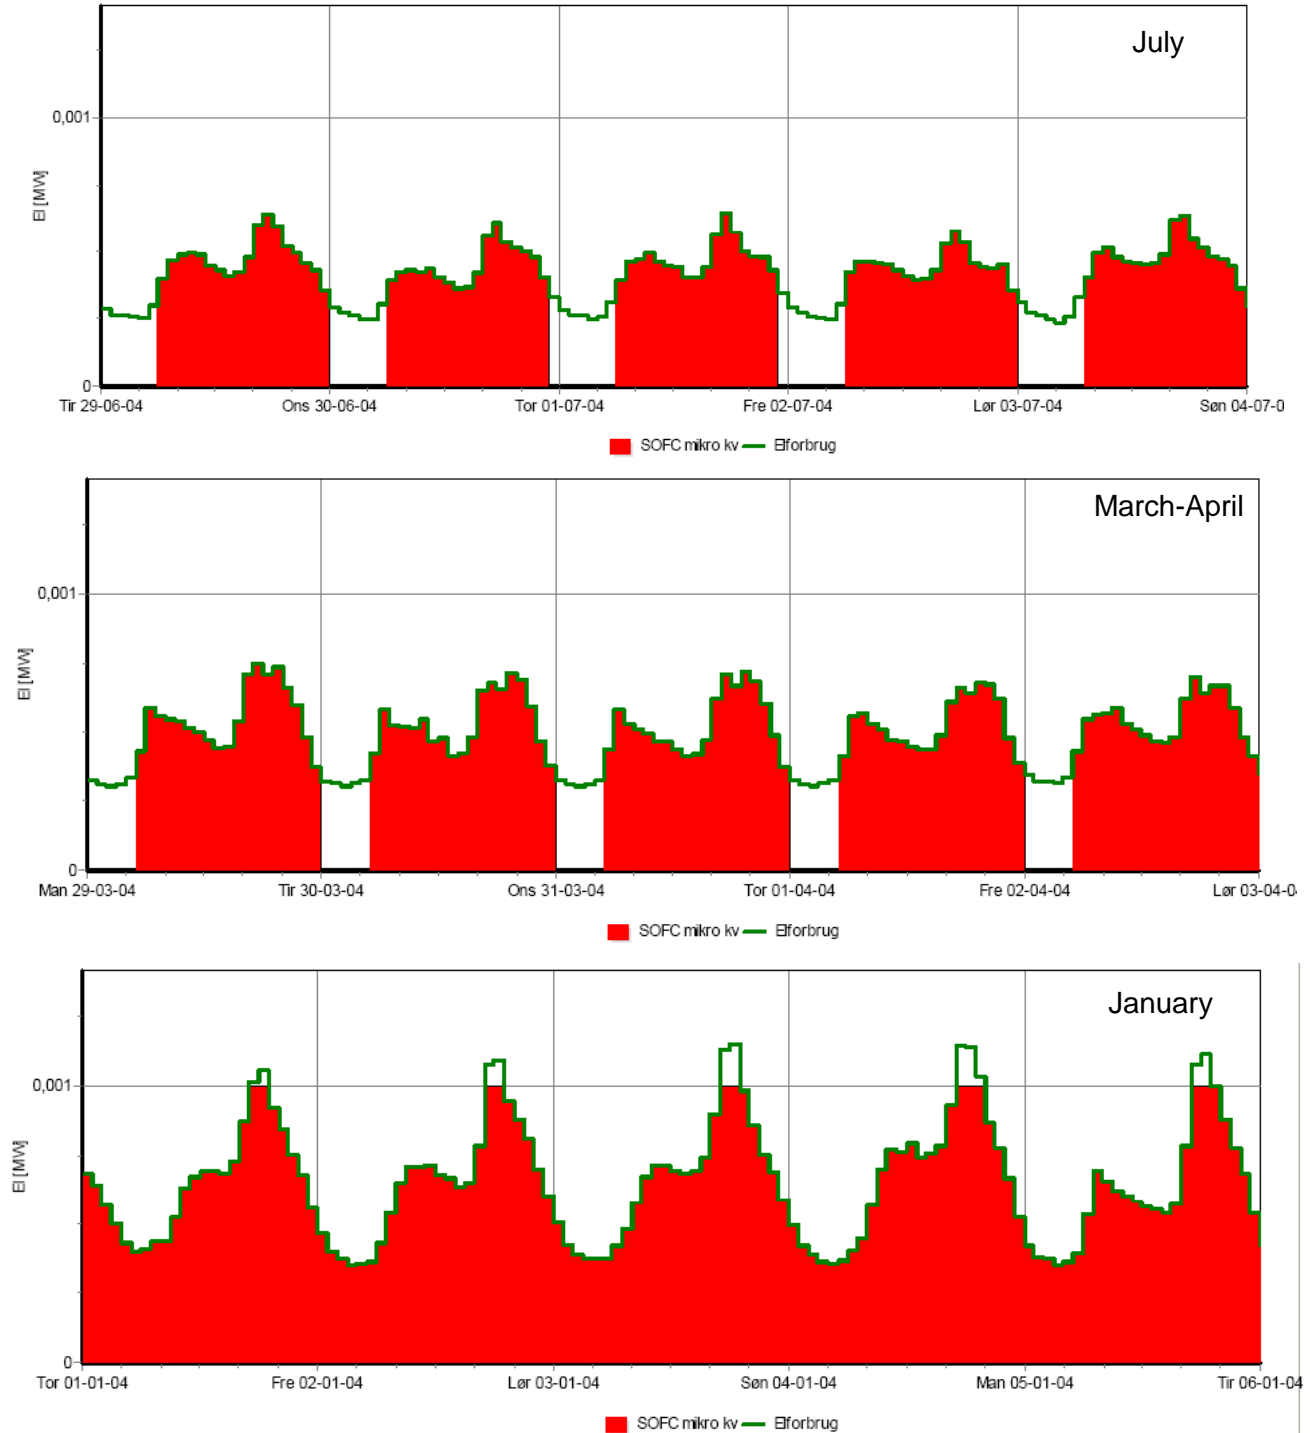 July
0,001
El [MW]
0
Tir 29-06-04 Ons 30-06-04 Tor 01-07-04 Fre 02-07-04 Lør 03-07-04 Søn 04-07-0
SOFC mikro kv Elforbrug
March-April
0,001
El [MW]
0
Man 29-03-04 Tir 30-03-04 Ons 31-03-04 Tor 01-04-04 Fre 02-04-04 Lør 03-04-0
SOFC mikro kv Elforbrug
January
0,001
El [MW]
0
Tor 01-01-04 Fre 02-01-04 Lør 03-01-04 Søn 04-01-04 Man 05-01-04 Tir 06-01-04
SOFC mikro kv Elforbrug